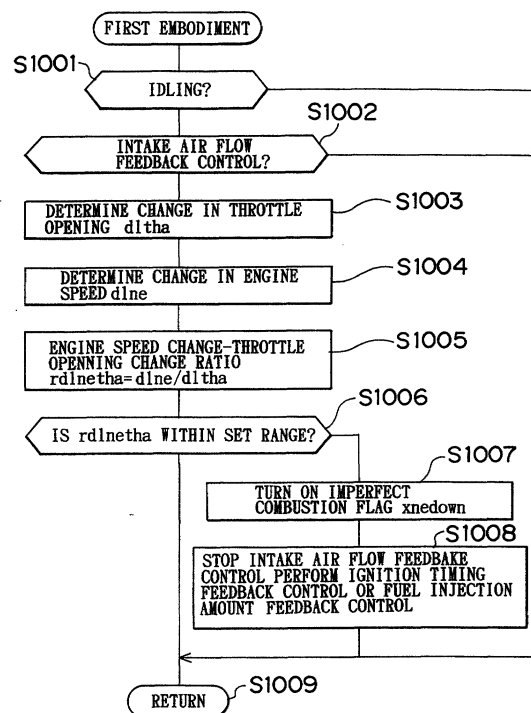 FIRST EMBODIMENT
S1001
IDLING?
S1002
INTAKE AIR FLOW
FEEDBACK CONTROL?
S1003
DETERMINE CHANGE IN THROTTLE
OPENING dltha
S1004
DETERMINE CHANGE IN ENGINE
SPEED dlne
S1005
ENGINE SPEED CHANGE-THROTTLE
OPENNING CHANGE RATIO
rdlnetha=dlne/dltha
S1006
IS rdlnetha WITHIN SET RANGE?
S1007
TURN ON IMPERFECT
COMBUSTION FLAG xnedown
S1008
STOP INTAKE AIR FLOW FEEDBAKE
CONTROL PERFORM IGNITION TIMING
FEEDBACK CONTROL OR FUEL INJECTION
AMOUNT FEEDBACK CONTROL
S1009
RETURN